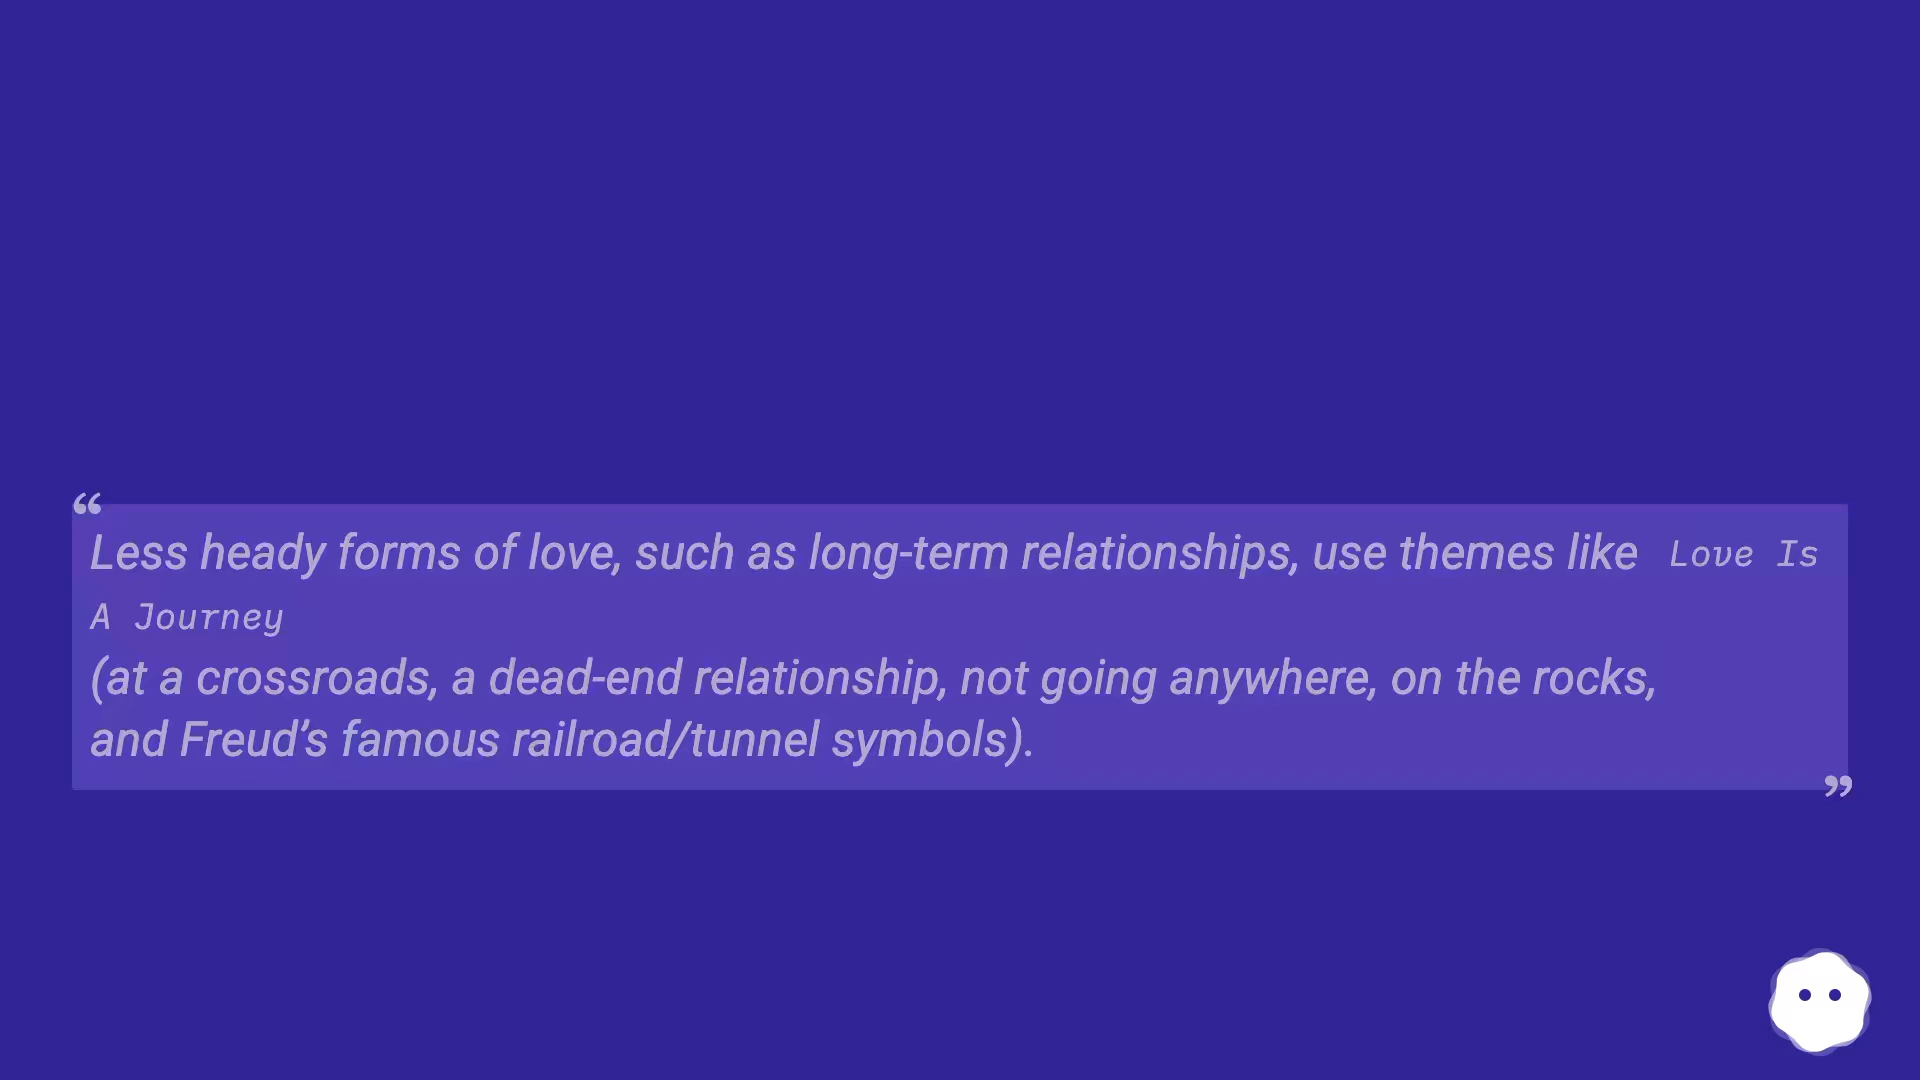 “
Less heady forms of love, such as long-term relationships, use themes like Love Is
A Journey
(at a crossroads, a dead-end relationship, not going anywhere, on the rocks,
and Freud’s famous railroad/tunnel symbols).
”